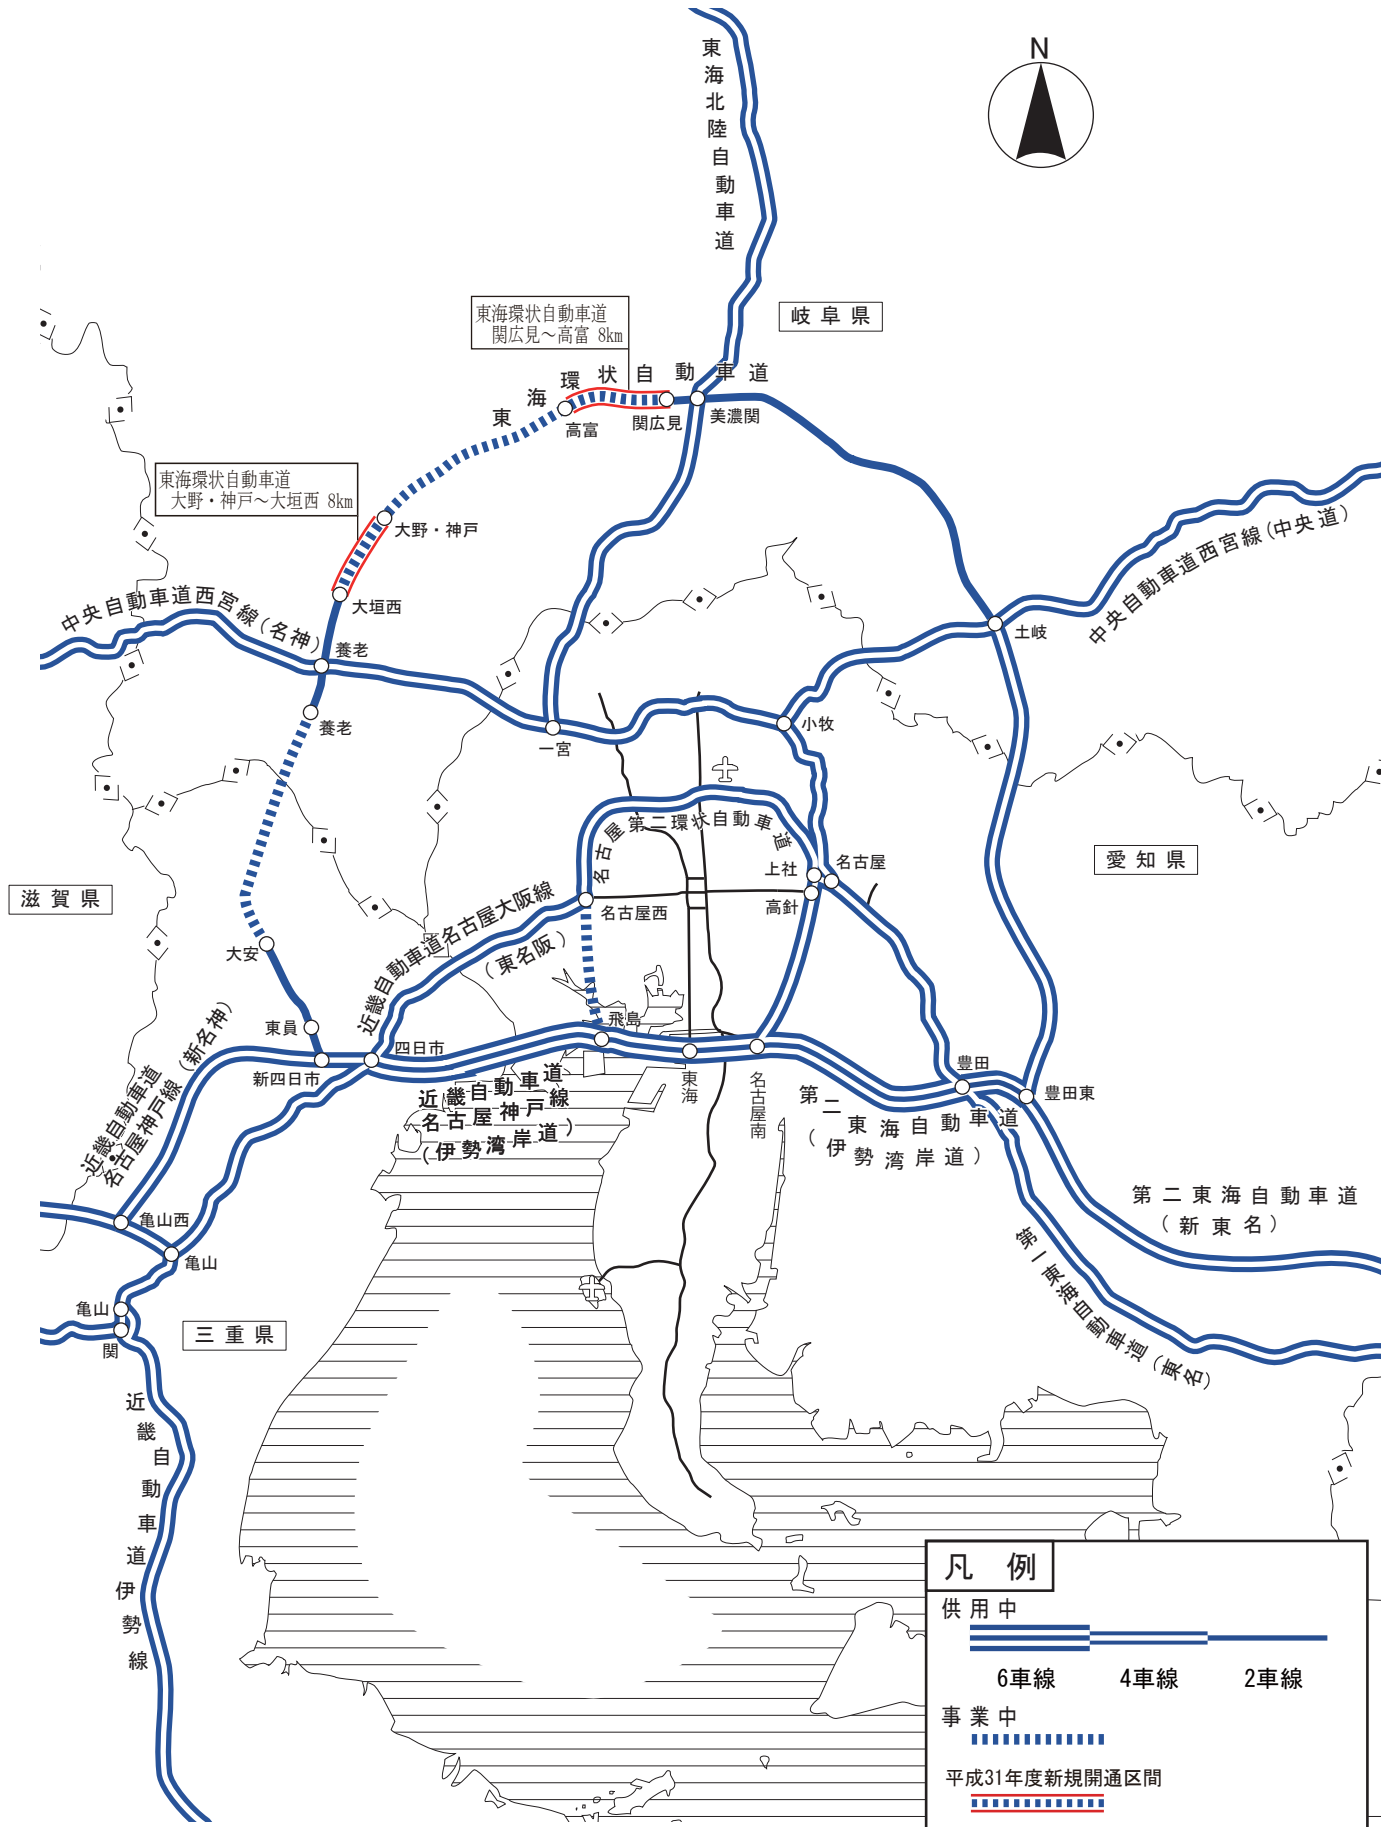 N
東海北陸自動車道
岐阜県
東海環状自動車道
関広見～高富 8km
東海環状自動車道
高富
関広見
美濃関
東海環状自動車道
大野・神戸～大垣西 8km
大野・神戸
大垣西
中央自動車道西宮線(名神)
養老
養老
中央自動車道西宮線(中央道)
土岐
一宮
小牧
名古屋第二環状自動車道
上社
名古屋
高針
愛知県
滋賀県
名古屋西
近畿自動車道名古屋大阪線
(東名阪)
大安
東員
新四日市
四日市
飛島
東海
名古屋南
豊田
豊田東
近畿自動車道
名古屋神戸線(新名神)
近畿自動車道
名古屋神戸線
(伊勢湾岸道)
第二東海自動車道
(伊勢湾岸道)
第二東海自動車道
(新東名)
第一東海自動車道(東名)
亀山西
亀山
亀山
関
三重県
近畿自動車道伊勢線
凡例
供用中
6車線
4車線
2車線
事業中
平成31年度新規開通区間